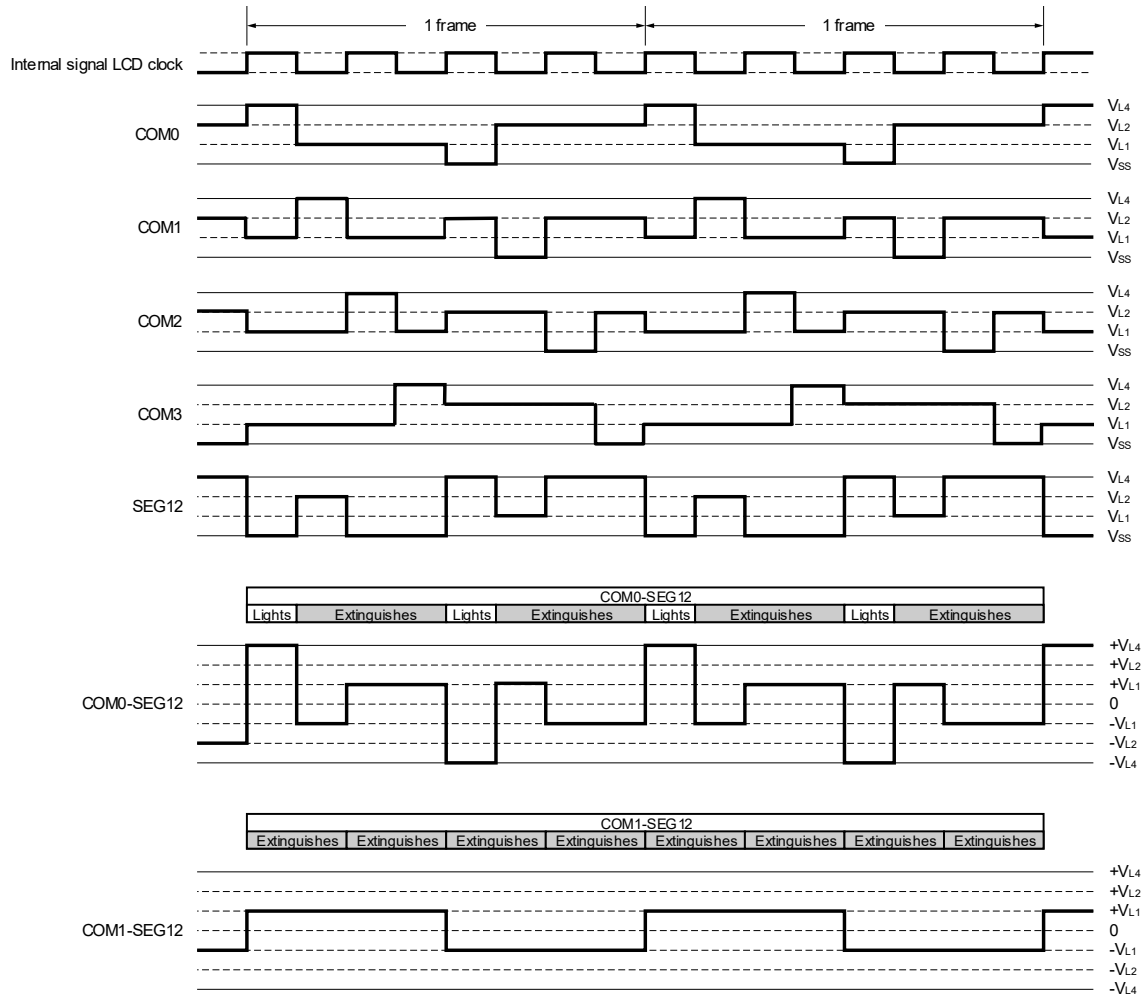 1 frame 1 frame
Internal signal LCD clock
COM0
VL4
VL2
VL1
VSS
COM1
VL4
VL2
VL1
VSS
COM2
VL4
VL2
VL1
VSS
COM3
VL4
VL2
VL1
VSS
SEG12
VL4
VL2
VL1
VSS
COM0-SEG12
Lights Extinguishes Lights Extinguishes Lights Extinguishes Lights Extinguishes
COM0-SEG12
+VL4
+VL2
+VL1
0
-VL1
-VL2
-VL4
COM1-SEG12
Extinguishes Extinguishes Extinguishes Extinguishes Extinguishes Extinguishes Extinguishes Extinguishes
COM1-SEG12
+VL4
+VL2
+VL1
0
-VL1
-VL2
-VL4